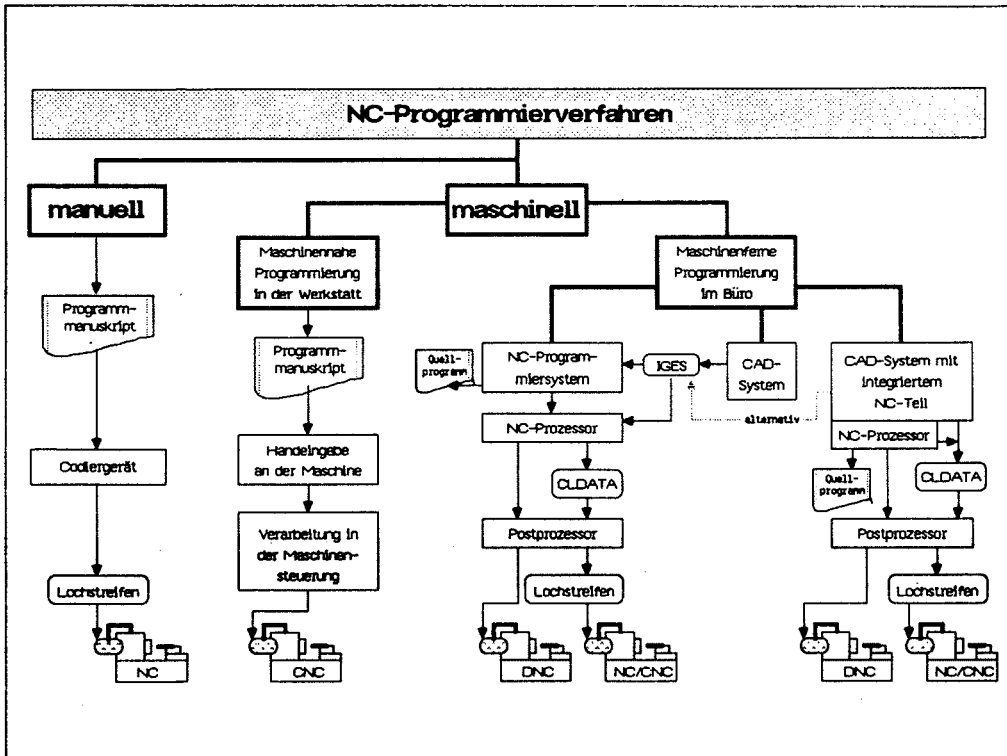 NC-Programmierverfahren
manuell
maschinell
Maschinennahe
Programmierung
in der Werkstatt
Maschinenferne
Programmierung
im Büro
Programm-
menuskript
Programm-
manuskript
Quell-
programm
NC-Program-
miersystem
IGES
CAD-
System
CAD-System mit
integriertem
NC-Teil
alternativ
NC-Prozessor
NC-Prozessor
Codiergerät
Handeingabe
an der Maschine
CLDATA
Quell-
programm
CLDATA
Verarbeitung in
der Maschinen-
steuerung
Postprozessor
Postprozessor
Lochstreifen
Lochstreifen
Lochstreifen
NC
CNC
DNC
NC/CNC
DNC
NC/CNC